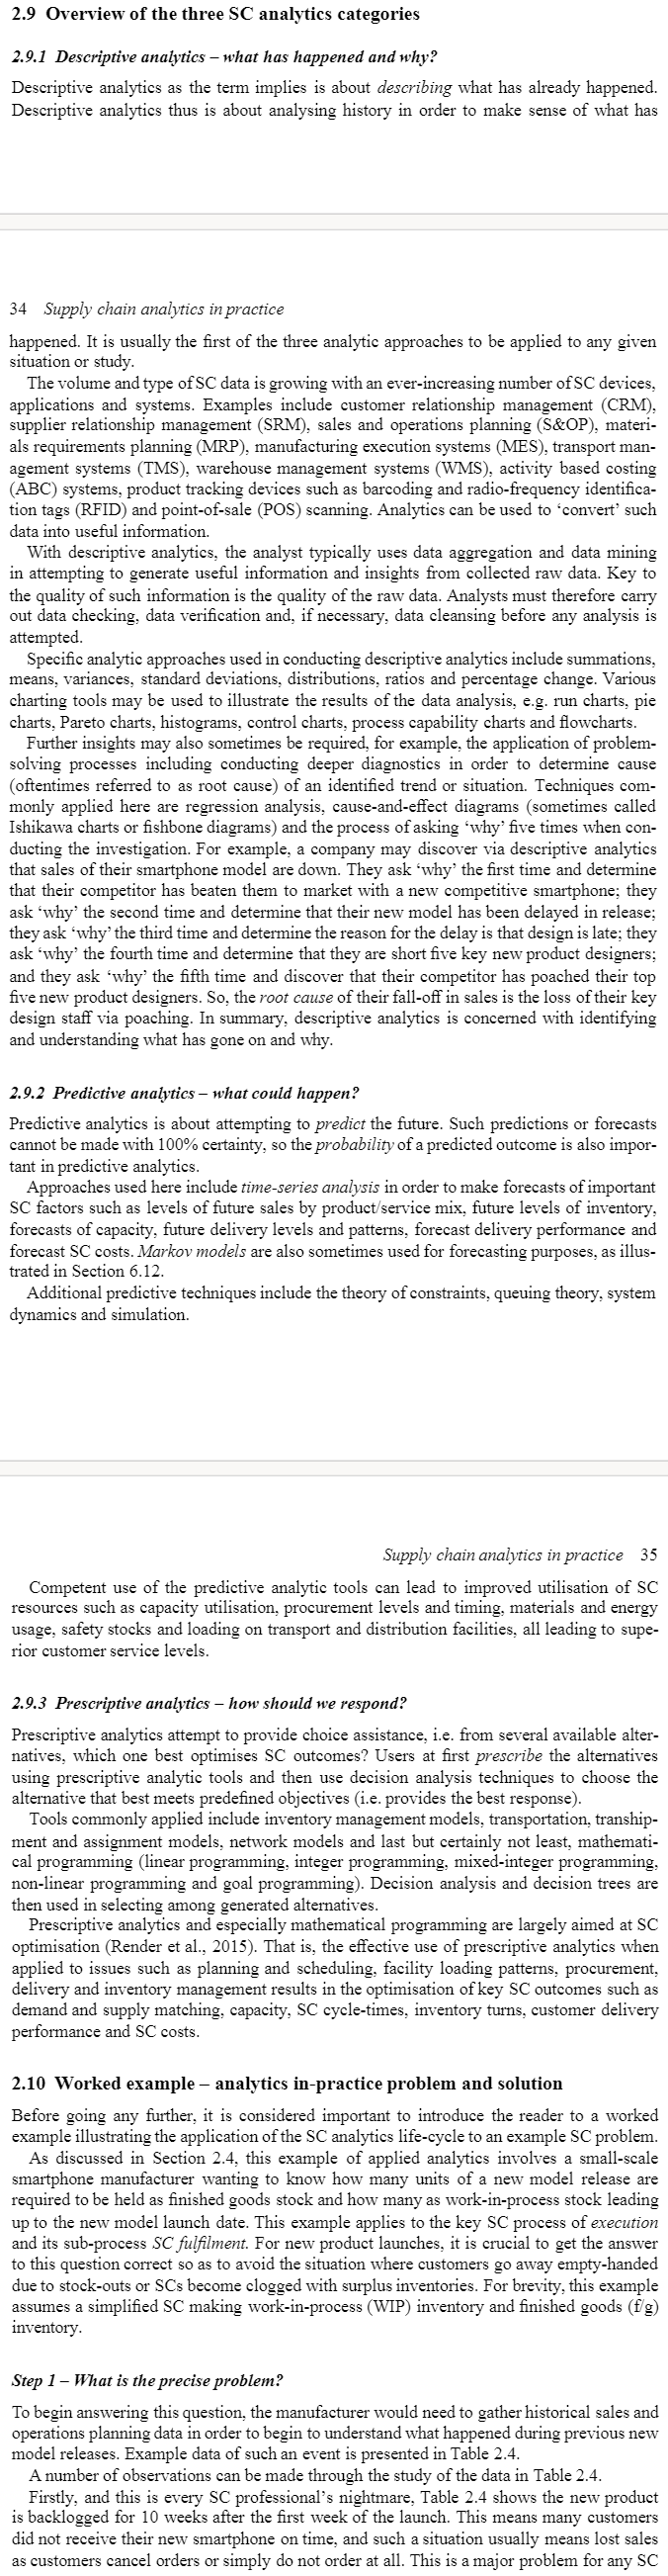 2.9 Overview of the three SC analytics categories
2.9.1 Descriptive analytics – what has happened and why?
Descriptive analytics as the term implies is about describing what has already happened.
Descriptive analytics thus is about analysing history in order to make sense of what has
34 Supply chain analytics in practice
happened. It is usually the first of the three analytic approaches to be applied to any given
situation or study.
The volume and type of SC data is growing with an ever-increasing number of SC devices,
applications and systems. Examples include customer relationship management (CRM),
supplier relationship management (SRM), sales and operations planning (S&OP), materi-
als requirements planning (MRP), manufacturing execution systems (MES), transport man-
agement systems (TMS), warehouse management systems (WMS), activity based costing
(ABC) systems, product tracking devices such as barcoding and radio-frequency identifica-
tion tags (RFID) and point-of-sale (POS) scanning. Analytics can be used to ‘convert’ such
data into useful information.
With descriptive analytics, the analyst typically uses data aggregation and data mining
in attempting to generate useful information and insights from collected raw data. Key to
the quality of such information is the quality of the raw data. Analysts must therefore carry
out data checking, data verification and, if necessary, data cleansing before any analysis is
attempted.
Specific analytic approaches used in conducting descriptive analytics include summations,
means, variances, standard deviations, distributions, ratios and percentage change. Various
charting tools may be used to illustrate the results of the data analysis, e.g. run charts, pie
charts, Pareto charts, histograms, control charts, process capability charts and flowcharts.
Further insights may also sometimes be required, for example, the application of problem-
solving processes including conducting deeper diagnostics in order to determine cause
(oftentimes referred to as root cause) of an identified trend or situation. Techniques com-
monly applied here are regression analysis, cause-and-effect diagrams (sometimes called
Ishikawa charts or fishbone diagrams) and the process of asking ‘why’ five times when con-
ducting the investigation. For example, a company may discover via descriptive analytics
that sales of their smartphone model are down. They ask ‘why’ the first time and determine
that their competitor has beaten them to market with a new competitive smartphone; they
ask ‘why’ the second time and determine that their new model has been delayed in release;
they ask ‘why’ the third time and determine the reason for the delay is that design is late; they
ask ‘why’ the fourth time and determine that they are short five key new product designers;
and they ask ‘why’ the fifth time and discover that their competitor has poached their top
five new product designers. So, the root cause of their fall-off in sales is the loss of their key
design staff via poaching. In summary, descriptive analytics is concerned with identifying
and understanding what has gone on and why.
2.9.2 Predictive analytics – what could happen?
Predictive analytics is about attempting to predict the future. Such predictions or forecasts
cannot be made with 100% certainty, so the probability of a predicted outcome is also impor-
tant in predictive analytics.
Approaches used here include time-series analysis in order to make forecasts of important
SC factors such as levels of future sales by product/service mix, future levels of inventory,
forecasts of capacity, future delivery levels and patterns, forecast delivery performance and
forecast SC costs. Markov models are also sometimes used for forecasting purposes, as illus-
trated in Section 6.12.
Additional predictive techniques include the theory of constraints, queuing theory, system
dynamics and simulation.
Supply chain analytics in practice 35
Competent use of the predictive analytic tools can lead to improved utilisation of SC
resources such as capacity utilisation, procurement levels and timing, materials and energy
usage, safety stocks and loading on transport and distribution facilities, all leading to supe-
rior customer service levels.
2.9.3 Prescriptive analytics – how should we respond?
Prescriptive analytics attempt to provide choice assistance, i.e. from several available alter-
natives, which one best optimises SC outcomes? Users at first prescribe the alternatives
using prescriptive analytic tools and then use decision analysis techniques to choose the
alternative that best meets predefined objectives (i.e. provides the best response).
Tools commonly applied include inventory management models, transportation, tranship-
ment and assignment models, network models and last but certainly not least, mathemati-
cal programming (linear programming, integer programming, mixed-integer programming,
non-linear programming and goal programming). Decision analysis and decision trees are
then used in selecting among generated alternatives.
Prescriptive analytics and especially mathematical programming are largely aimed at SC
optimisation (Render et al., 2015). That is, the effective use of prescriptive analytics when
applied to issues such as planning and scheduling, facility loading patterns, procurement,
delivery and inventory management results in the optimisation of key SC outcomes such as
demand and supply matching, capacity, SC cycle-times, inventory turns, customer delivery
performance and SC costs.
2.10 Worked example – analytics in-practice problem and solution
Before going any further, it is considered important to introduce the reader to a worked
example illustrating the application of the SC analytics life-cycle to an example SC problem.
As discussed in Section 2.4, this example of applied analytics involves a small-scale
smartphone manufacturer wanting to know how many units of a new model release are
required to be held as finished goods stock and how many as work-in-process stock leading
up to the new model launch date. This example applies to the key SC process of execution
and its sub-process SC fulfilment. For new product launches, it is crucial to get the answer
to this question correct so as to avoid the situation where customers go away empty-handed
due to stock-outs or SCs become clogged with surplus inventories. For brevity, this example
assumes a simplified SC making work-in-process (WIP) inventory and finished goods (f/g)
inventory.
Step 1 – What is the precise problem?
To begin answering this question, the manufacturer would need to gather historical sales and
operations planning data in order to begin to understand what happened during previous new
model releases. Example data of such an event is presented in Table 2.4.
A number of observations can be made through the study of the data in Table 2.4.
Firstly, and this is every SC professional’s nightmare, Table 2.4 shows the new product
is backlogged for 10 weeks after the first week of the launch. This means many customers
did not receive their new smartphone on time, and such a situation usually means lost sales
as customers cancel orders or simply do not order at all. This is a major problem for any SC